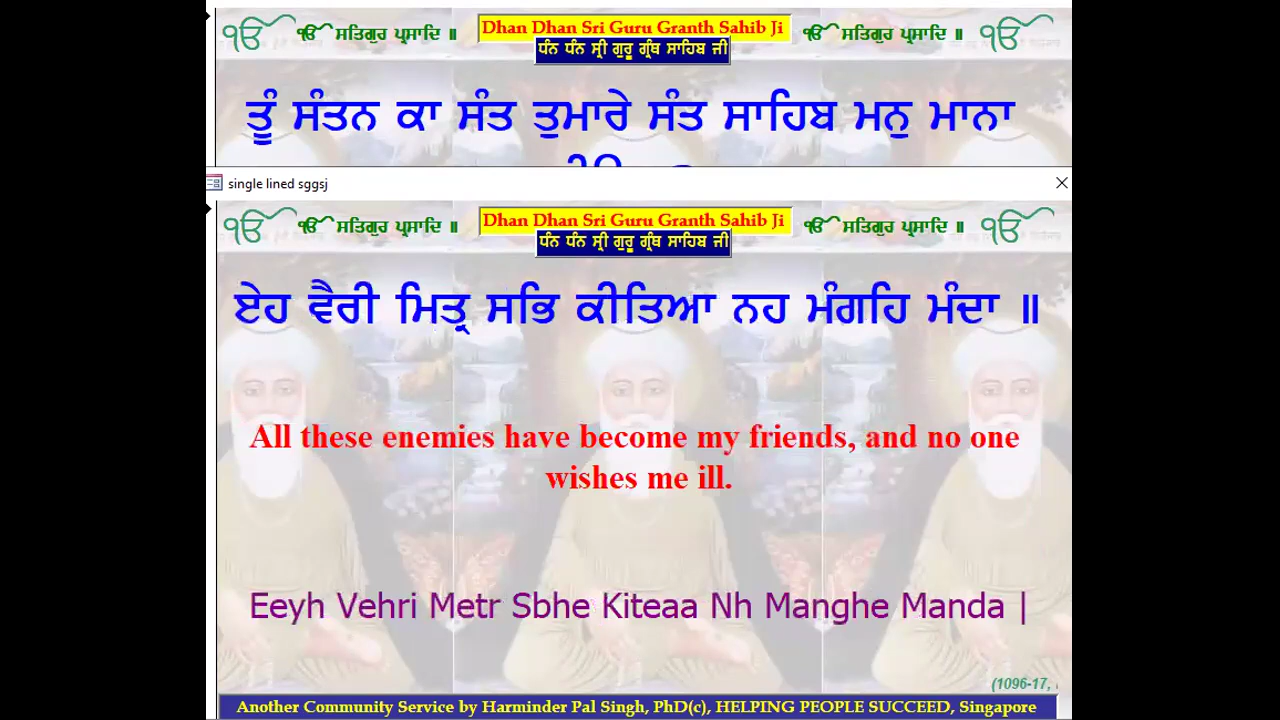 ੴ ੴ ਸਤਿਗੁਰ ਪ੍ਰਸਾਦਿ ॥ Dhan Dhan Sri Guru Granth Sahib Ji ੴ ਸਤਿਗੁਰ ਪ੍ਰਸਾਦਿ ॥ ੴ
ਧੰਨ ਧੰਨ ਸ੍ਰੀ ਗੁਰੂ ਗ੍ਰੰਥ ਸਾਹਿਬ ਜੀ
ਤੂੰ ਸੰਤਨ ਕਾ ਸੰਤ ਤੁਮਾਰੇ ਸੰਤ ਸਾਹਿਬ ਮਨੁ ਮਾਨਾ
single lined sggsj
ੴ ੴ ਸਤਿਗੁਰ ਪ੍ਰਸਾਦਿ ॥ Dhan Dhan Sri Guru Granth Sahib Ji ੴ ਸਤਿਗੁਰ ਪ੍ਰਸਾਦਿ ॥ ੴ
ਧੰਨ ਧੰਨ ਸ੍ਰੀ ਗੁਰੂ ਗ੍ਰੰਥ ਸਾਹਿਬ ਜੀ
ਏਹ ਵੈਰੀ ਮਿਤ੍ਰ ਸਭਿ ਕੀਤਿਆ ਨਹ ਮੰਗਹਿ ਮੰਦਾ ॥
All these enemies have become my friends, and no one
wishes me ill.
Eeyh Vehri Metr Sbhe Kiteaa Nh Manghe Manda |
(1096-17,
Another Community Service by Harminder Pal Singh, PhD(c), HELPING PEOPLE SUCCEED, Singapore